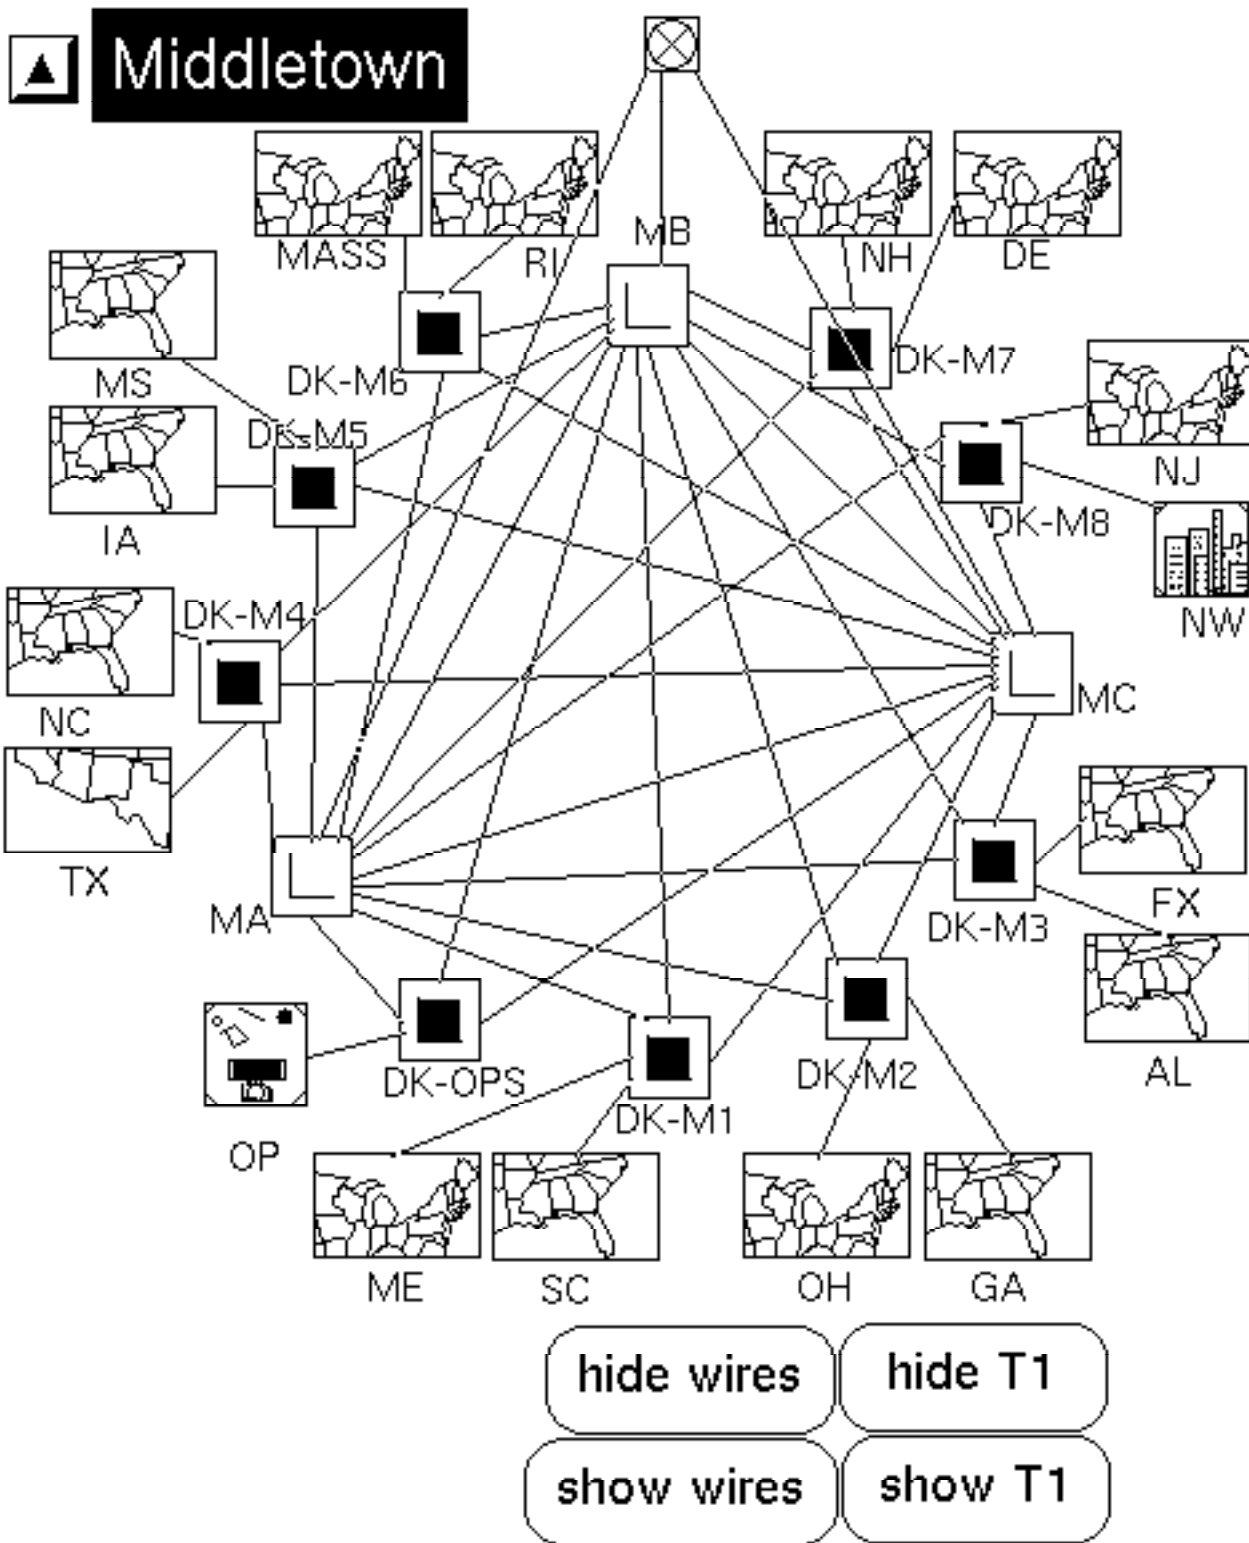 Middletown
MASS
RI
MB
NH
DE
MS
DK-M6
DK-M7
DK-M5
NJ
IA
DK-M8
DK-M4
NW
NC
MC
TX
MA
DK-M3
FX
DK-OPS
DK-M2
AL
DK-M1
OP
ME
SC
OH
GA
hide wires
hide T1
show wires
show T1